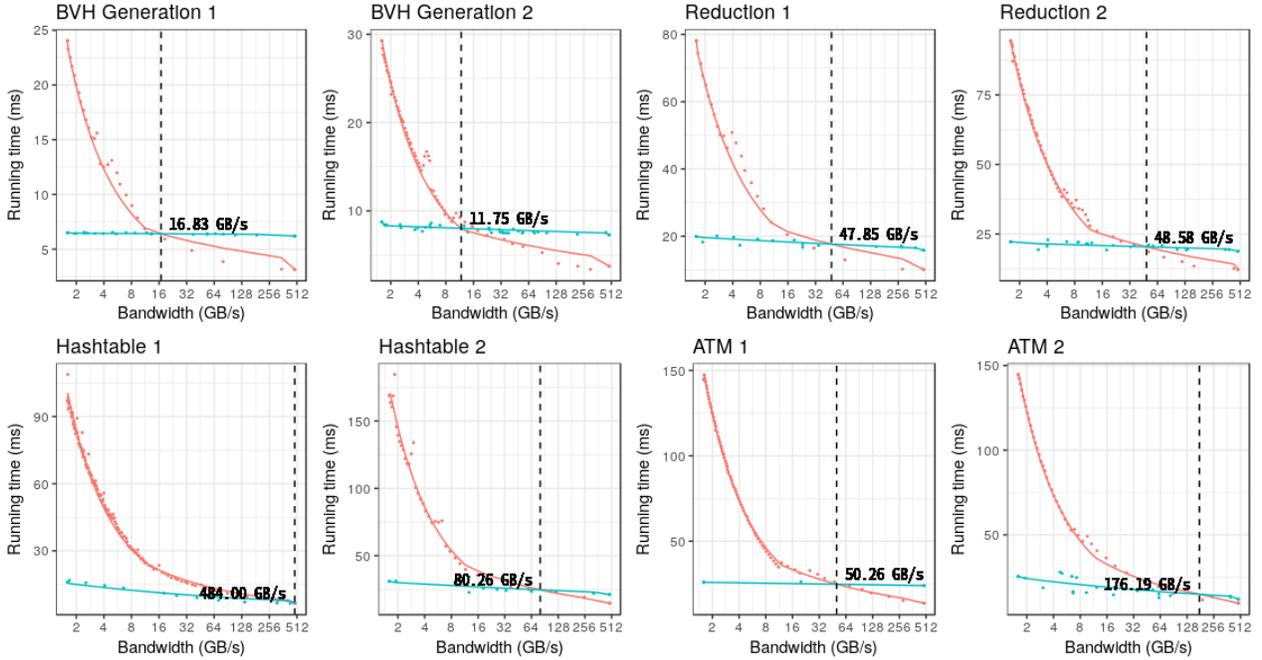 BVH Generation 1
25
20
15
10
5
Running time (ms)
16.83 GB/s
2 4 8 16 32 64 128 256 512
Bandwidth (GB/s)
BVH Generation 2
30
20
10
Running time (ms)
11.75 GB/s
2 4 8 16 32 64 128 256 512
Bandwidth (GB/s)
Reduction 1
80
60
40
20
Running time (ms)
47.85 GB/s
2 4 8 16 32 64 128 256 512
Bandwidth (GB/s)
Reduction 2
75
50
25
Running time (ms)
48.58 GB/s
2 4 8 16 32 64 128 256 512
Bandwidth (GB/s)
Hashtable 1
90
60
30
Running time (ms)
484.00 GB/s
2 4 8 16 32 64 128 256 512
Bandwidth (GB/s)
Hashtable 2
150
100
50
Running time (ms)
80.26 GB/s
2 4 8 16 32 64 128 256 512
Bandwidth (GB/s)
ATM 1
150
100
50
Running time (ms)
50.26 GB/s
2 4 8 16 32 64 128 256 512
Bandwidth (GB/s)
ATM 2
150
100
50
Running time (ms)
176.19 GB/s
2 4 8 16 32 64 128 256 512
Bandwidth (GB/s)